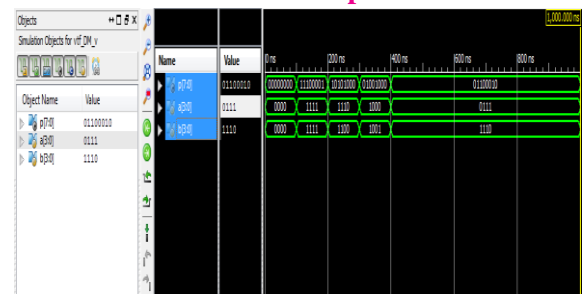 Objects
1,000.000 ns
Simulation Objects for vtf_DM_v
Name Value 0 ns 200 ns 400 ns 600 ns 800 ns
p[7:0] 01100010 00000000 11100001 10101000 01001000 01100010
a[3:0] 0111 0000 1111 1110 1000 0111
b[3:0] 1110 0000 1111 1100 1001 1110
Object Name Value
p[7:0] 01100010
a[3:0] 0111
b[3:0] 1110